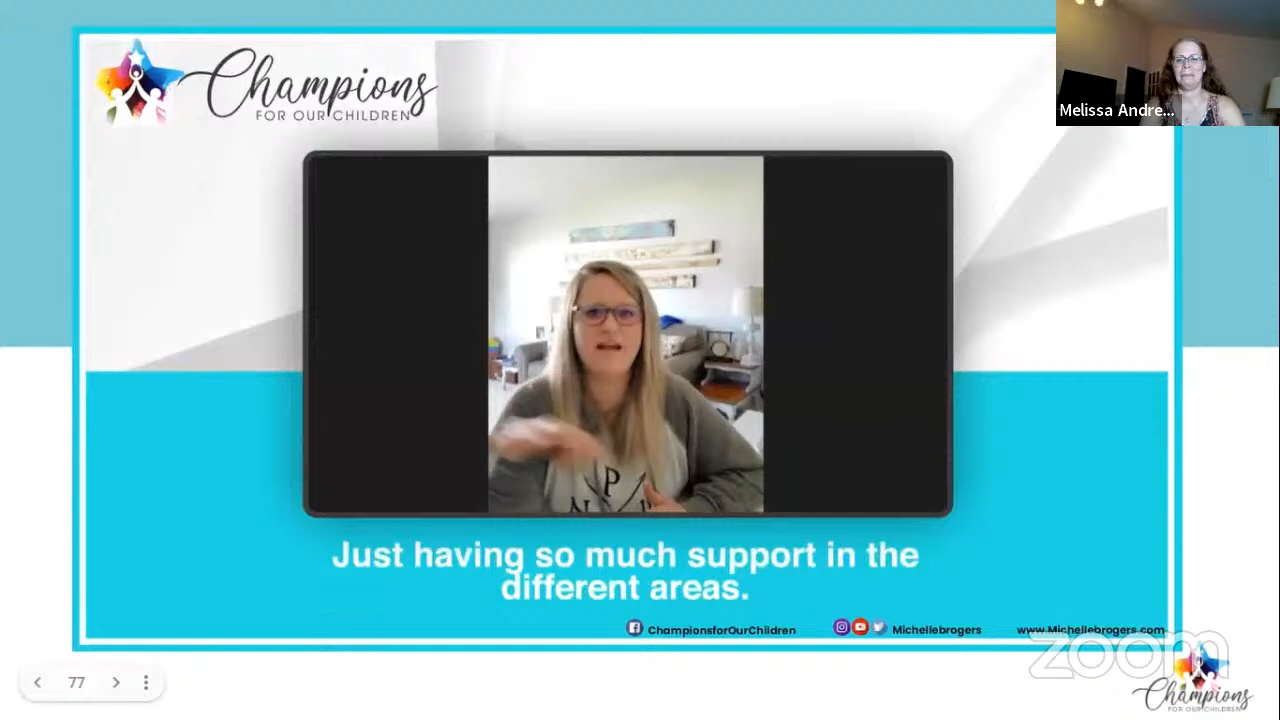 Champions
FOR OUR CHILDREN
Melissa Andre...
P
Just having so much support in the
different areas.
ChampionsforOurChildren
Michellebrogers
www.Michellebrogers.com
zoom
77
Champions
FOR OUR CHILDREN